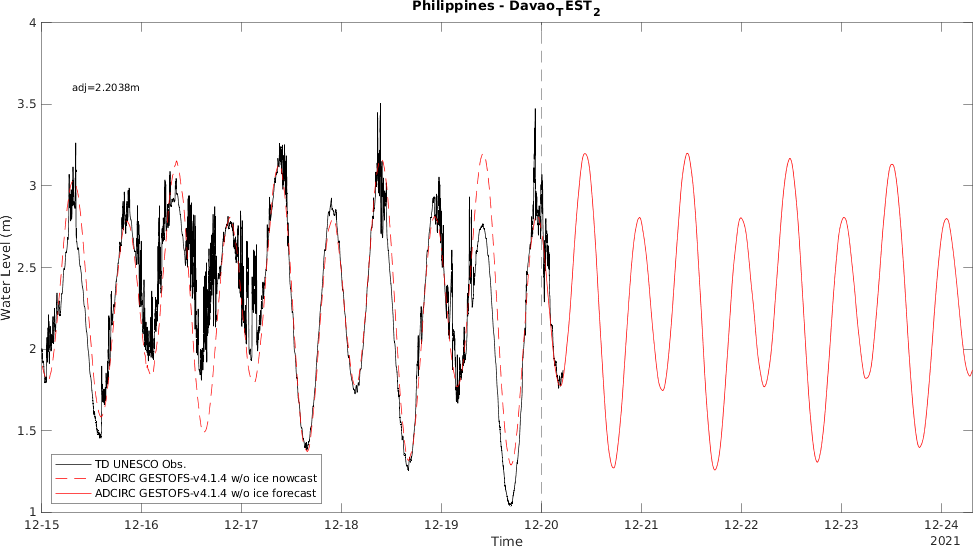 Philippines - Davao_TEST_2
4
adj=2.2038m
3.5
3
2.5
2
1.5
1
Water Level (m)
TD UNESCO Obs.
ADCIRC GESTOFS-v4.1.4 w/o ice nowcast
ADCIRC GESTOFS-v4.1.4 w/o ice forecast
12-15 12-16 12-17 12-18 12-19 12-20 12-21 12-22 12-23 12-24
Time
2021